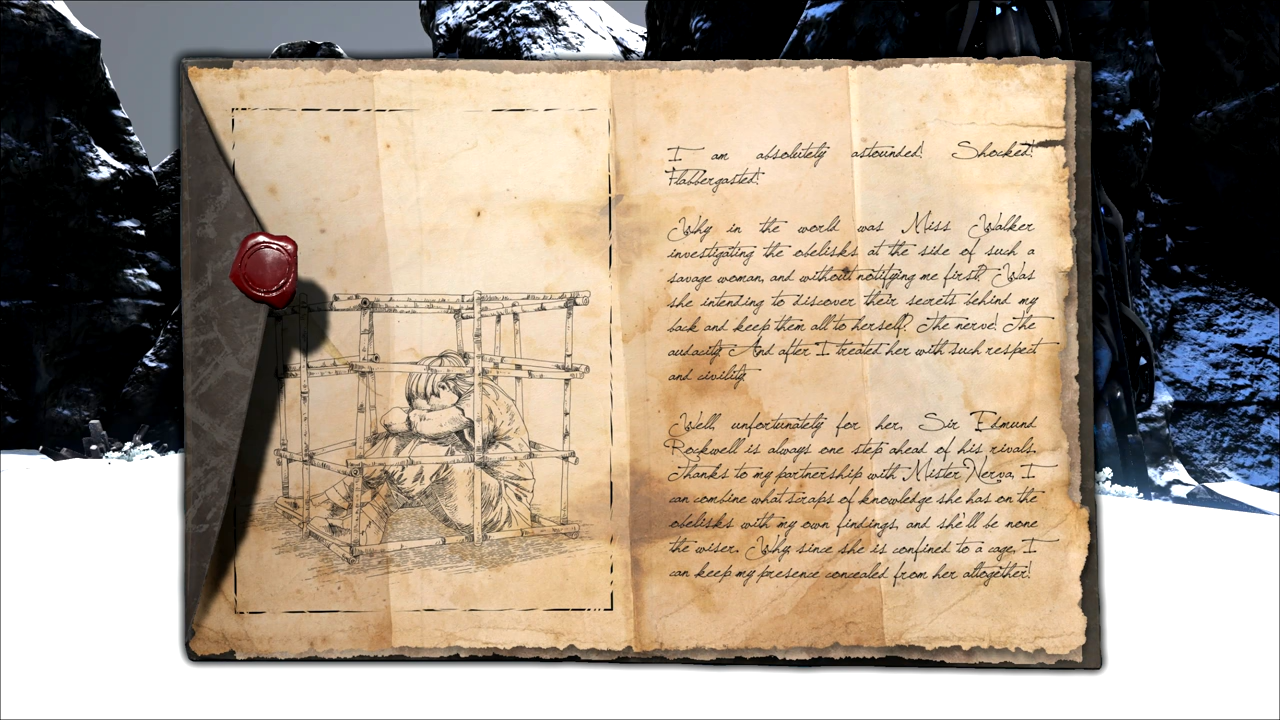 I am absolutely astounded! Shocked!
Flabbergasted!
Why in the world was Miss Walker
investigating the obelisks at the side of such a
savage woman, and without notifying me first? Was
she intending to discover their secrets behind my
back and keep them all to herself? The nerve! The
audacity. And after I treated her with such respect
and civility.
Well, unfortunately for her, Sir Edmund
Rockwell is always one step ahead of his rivals.
Thanks to my partnership with Mister Nerva, I
can combine what scraps of knowledge she has on the
obelisks with my own findings, and she'll be none
the wiser. Why, since she is confined to a cage, I
can keep my presence concealed from her altogether!